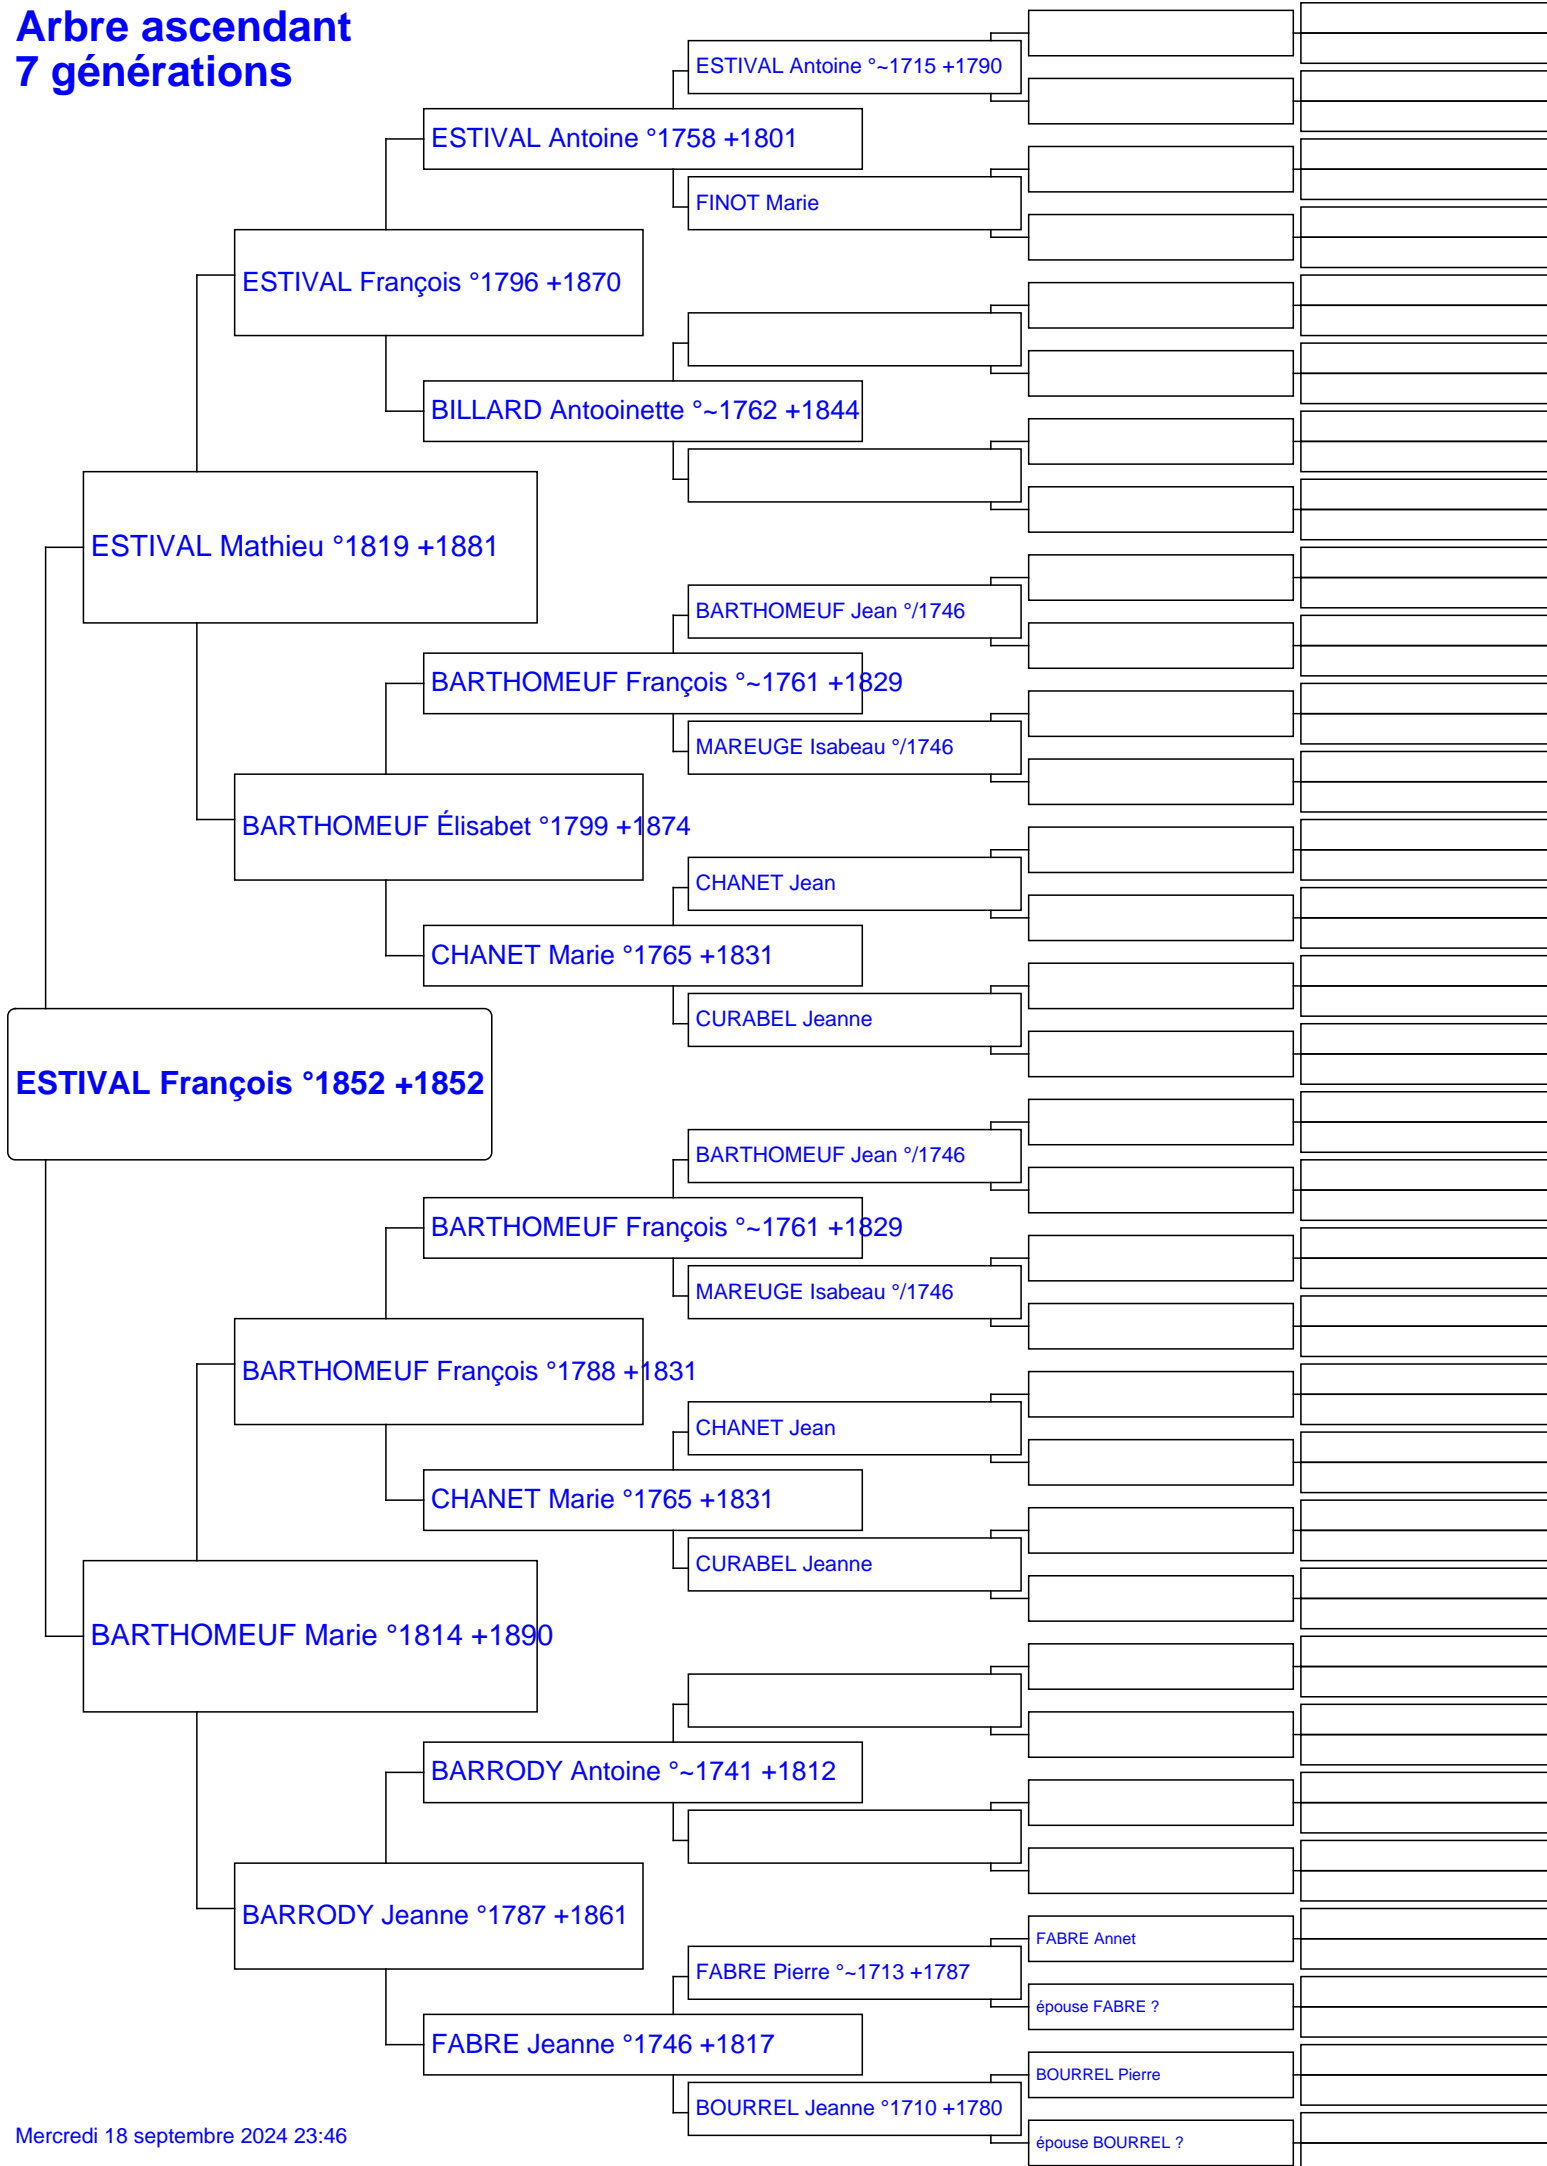 Arbre ascendant
7 générations
ESTIVAL Antoine °~1715 +1790
ESTIVAL Antoine °1758 +1801
FINOT Marie
ESTIVAL François °1796 +1870
BILLARD Antooinette °~1762 +1844
ESTIVAL Mathieu °1819 +1881
BARTHOMEUF Jean °/1746
BARTHOMEUF François °~1761 +1829
MAREUGE Isabeau °/1746
BARTHOMEUF Élisabet °1799 +1874
CHANET Jean
CHANET Marie °1765 +1831
CURABEL Jeanne
ESTIVAL François °1852 +1852
BARTHOMEUF Jean °/1746
BARTHOMEUF François °~1761 +1829
MAREUGE Isabeau °/1746
BARTHOMEUF François °1788 +1831
CHANET Jean
CHANET Marie °1765 +1831
CURABEL Jeanne
BARTHOMEUF Marie °1814 +1890
BARRODY Antoine °~1741 +1812
BARRODY Jeanne °1787 +1861
FABRE Annet
FABRE Pierre °~1713 +1787
épouse FABRE ?
FABRE Jeanne °1746 +1817
BOURREL Pierre
BOURREL Jeanne °1710 +1780
épouse BOURREL ?
Mercredi 18 septembre 2024 23:46